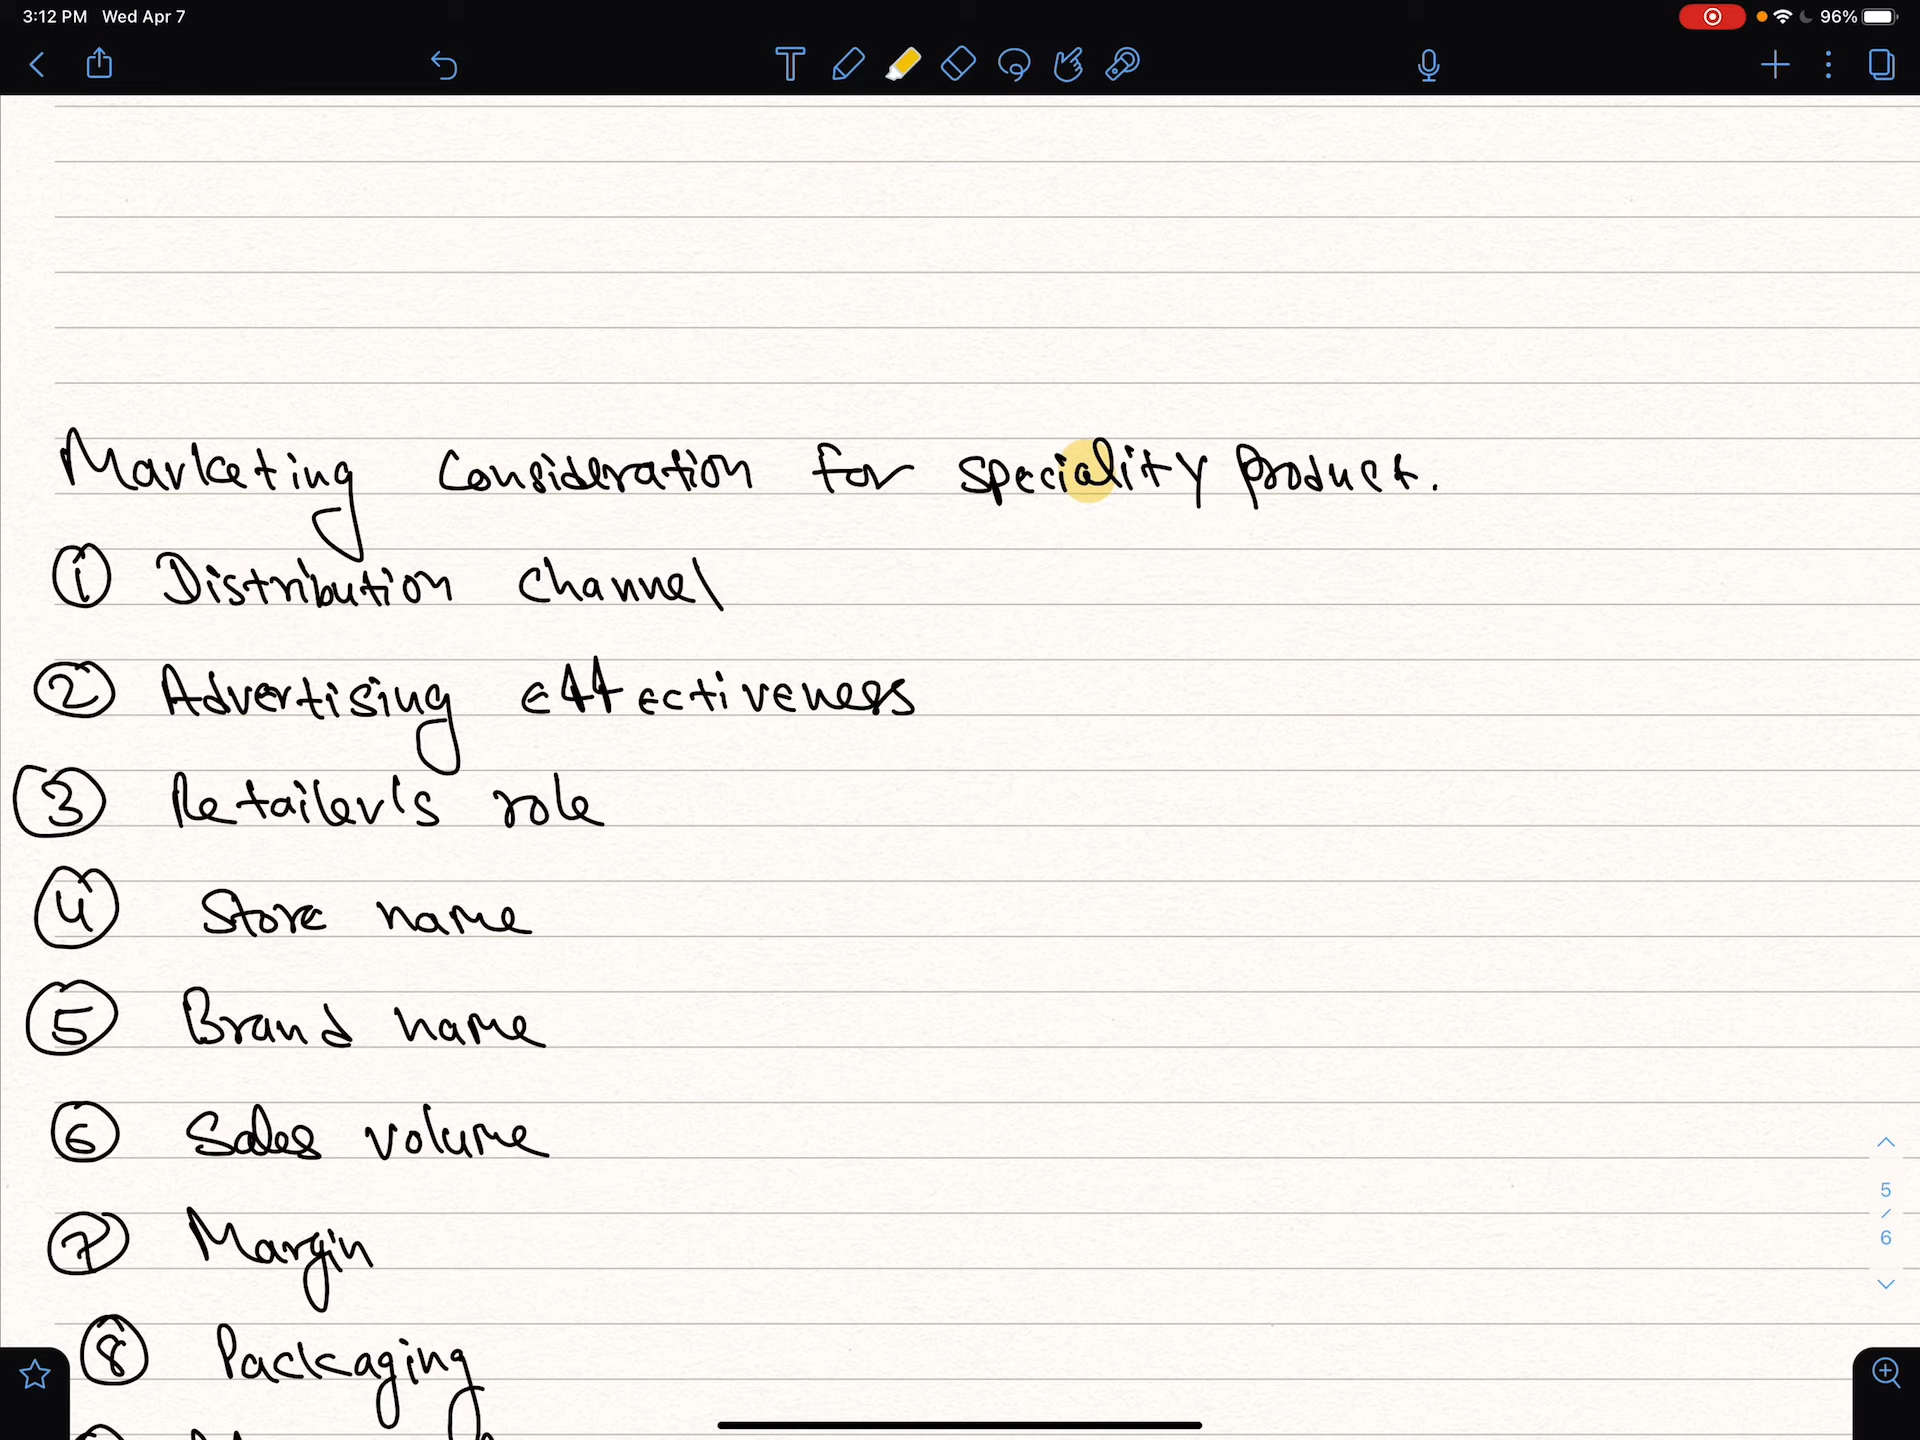 3:12 PM Wed Apr 7
96%
Marketing Consideration for speciality product.
① Distribution channel
② Advertising effectiveness
③ Retailer's role
④ Store name
⑤ Brand name
⑥ Sales volume
⑦ Margin
⑧ Packaging
5
/
6